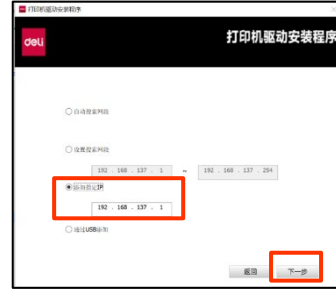 打印机驱动安装程序
deli
打印机驱动安装程序
自动搜索网段
设置搜索网段
192 . 168 . 137 . 1 ~ 192 . 168 . 137 . 254
添加指定IP
192 . 168 . 137 . 1
通过USB添加
返回 下一步